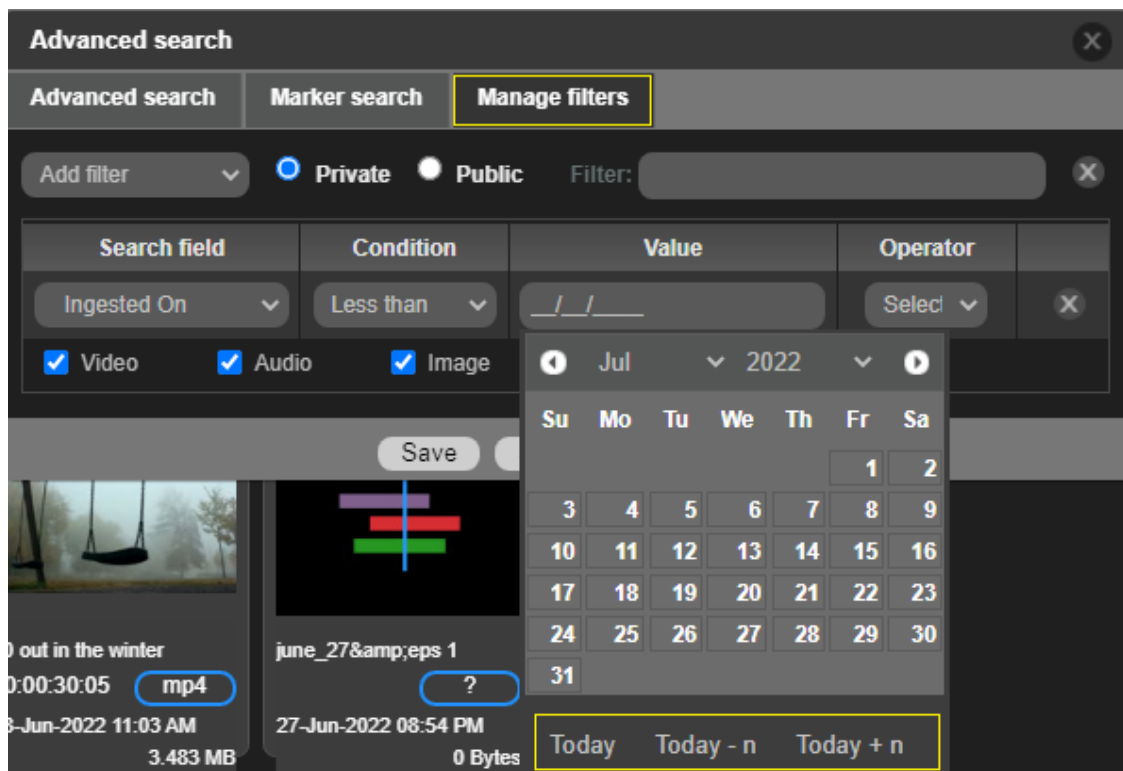 Advanced search
Advanced search Marker search Manage filters
Add filter Private Public Filter:
Search field Condition Value Operator
Ingested On Less than __/__/____ Select
Video Audio Image
Jul 2022
Su Mo Tu We Th Fr Sa
1 2
3 4 5 6 7 8 9
10 11 12 13 14 15 16
17 18 19 20 21 22 23
24 25 26 27 28 29 30
31
Today Today - n Today + n
Save
out in the winter
0:00:30:05 mp4
-Jun-2022 11:03 AM
3.483 MB
june_27&amp;eps 1
?
27-Jun-2022 08:54 PM
0 Bytes